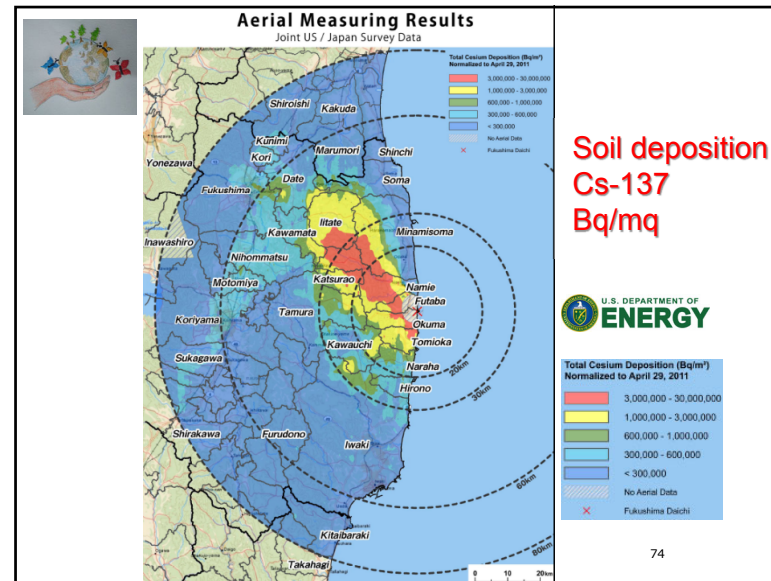 Aerial Measuring Results
Joint US / Japan Survey Data
Total Cesium Deposition (Bq/m²)
Normalized to April 29, 2011
3,000,000 - 30,000,000
1,000,000 - 3,000,000
600,000 - 1,000,000
300,000 - 600,000
< 300,000
No Aerial Data
Fukushima Daichi
Shiroishi
Kakuda
Kunimi
Yonezawa
Kori
Marumori
Shinchi
Date
Soma
Fukushima
Iitate
Inawashiro
Kawamata
Minamisoma
Nihommatsu
Katsurao
Namie
Motomiya
Futaba
Koriyama
Tamura
Okuma
Kawauchi
Tomioka
Sukagawa
Naraha
20km
Hirono
30km
Shirakawa
Furudono
Iwaki
60km
Kitaibaraki
80km
Takahagi
0 10 20km
Soil deposition
Cs-137
Bq/mq
U.S. DEPARTMENT OF
ENERGY
Total Cesium Deposition (Bq/m²)
Normalized to April 29, 2011
3,000,000 - 30,000,000
1,000,000 - 3,000,000
600,000 - 1,000,000
300,000 - 600,000
< 300,000
No Aerial Data
Fukushima Daichi
74